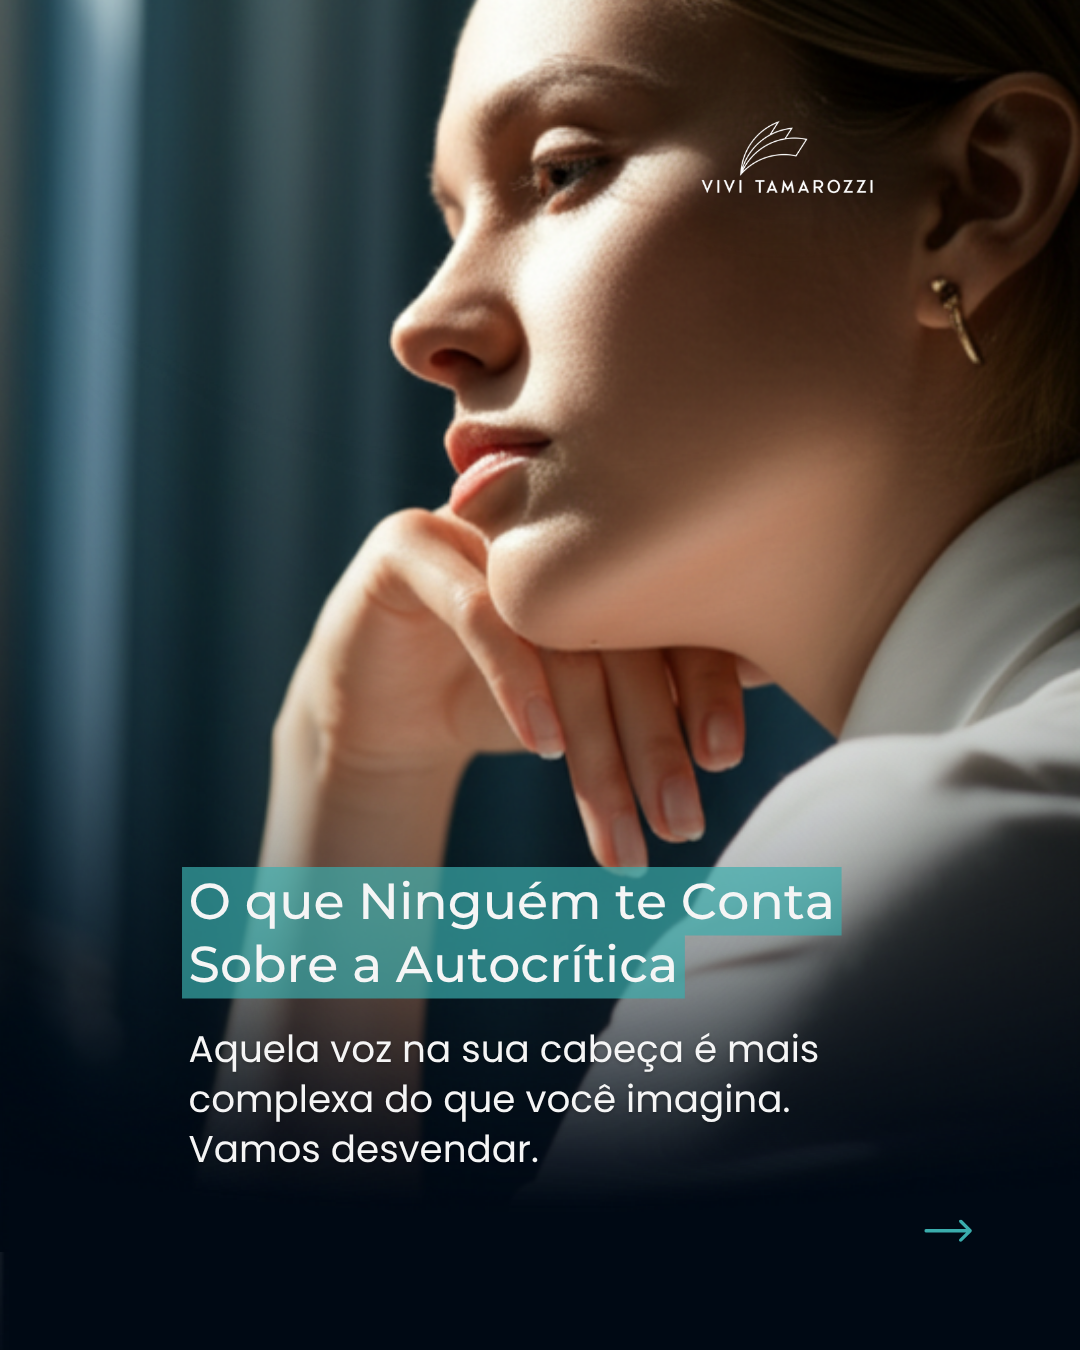 VIVI TAMAROZZI
O que Ninguém te Conta
Sobre a Autocrítica
Aquela voz na sua cabeça é mais
complexa do que você imagina.
Vamos desvendar.